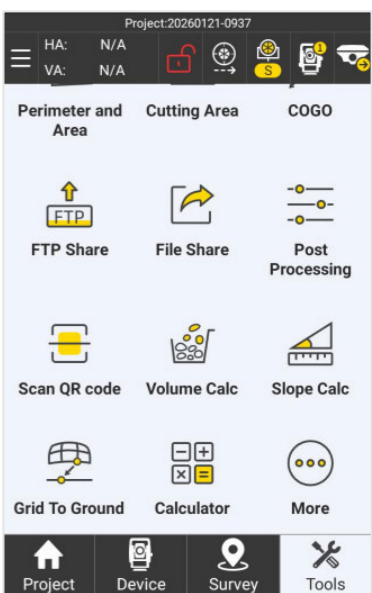 Project:20260121-0937
HA: N/A
VA: N/A
S
1
Perimeter and Area
Cutting Area
COGO
FTP
FTP Share
File Share
Post Processing
Scan QR code
Volume Calc
Slope Calc
Grid To Ground
Calculator
More
Project
Device
Survey
Tools